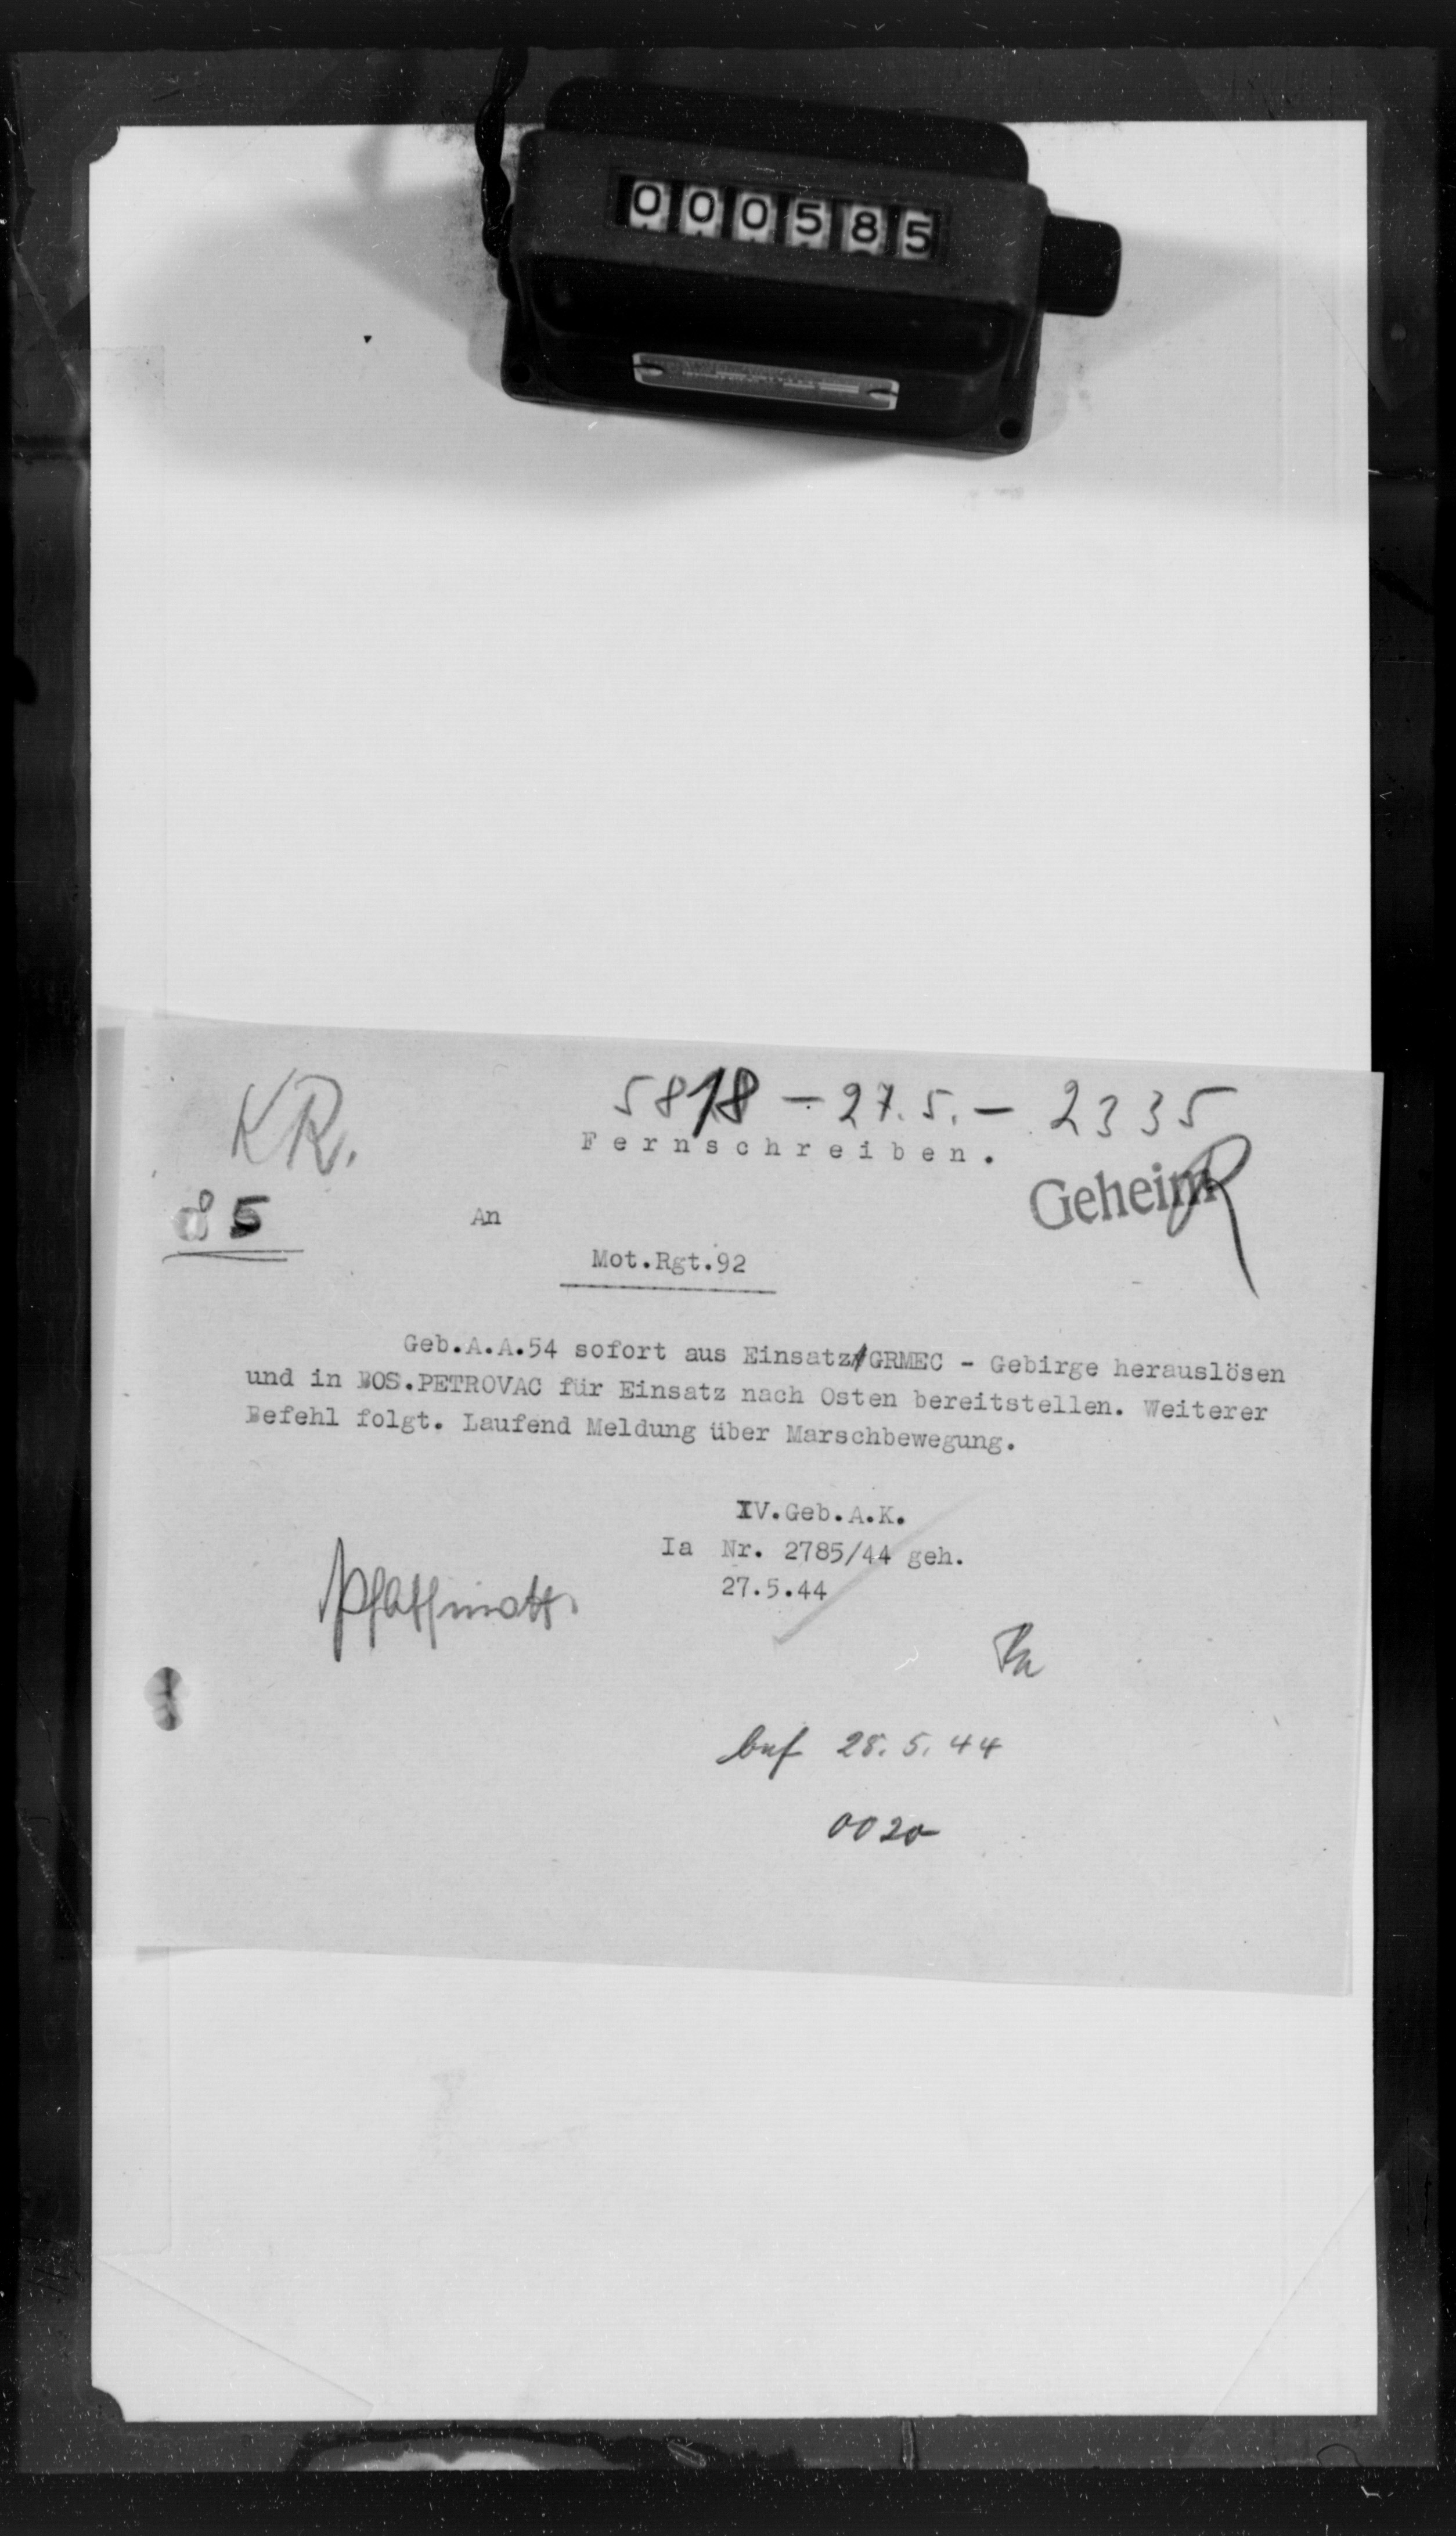 000585
KR.
5818 - 27.5. - 2335
Fernschreiben.
Geheim
85
An
Mot.Rgt.92
Geb.A.A.54 sofort aus Einsatz GRMEC - Gebirge herauslösen
und in BOS.PETROVAC für Einsatz nach Osten bereitstellen. Weiterer
Befehl folgt. Laufend Meldung über Marschbewegung.
IV.Geb.A.K.
Ia Nr. 2785/44 geh.
27.5.44
28.5.44
0020